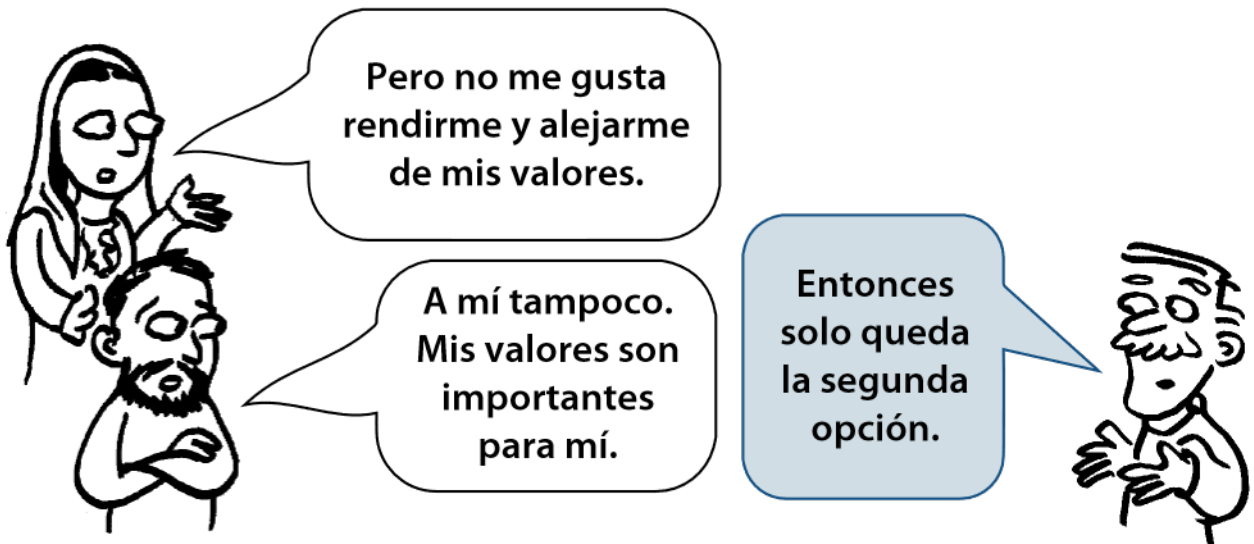 Pero no me gusta
rendirme y alejarme
de mis valores.
A mí tampoco.
Mis valores son
importantes
para mí.
Entonces
solo queda
la segunda
opción.